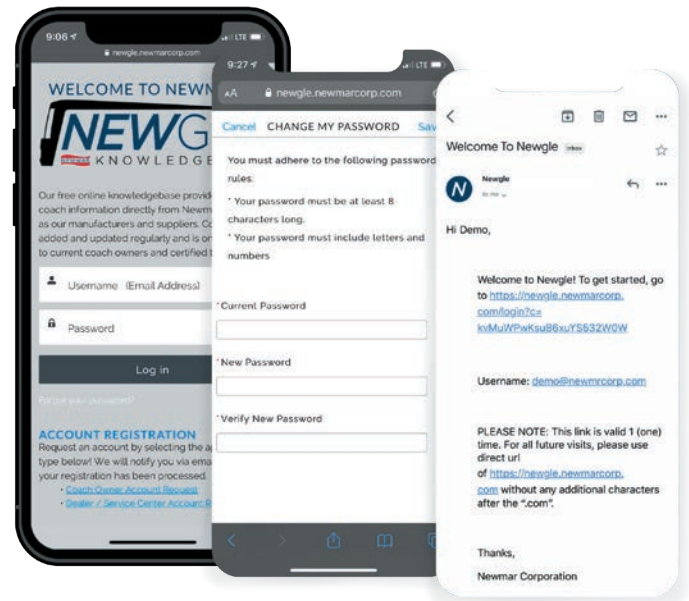 9:06
LTE
newgle.newmarcorp.com
WELCOME TO NEWM
NEWG
KNOWLEDGE
Our free online knowledgebase provid
coach information directly from Newm
as our manufacturers and suppliers. Co
added and updated regularly and is on
to current coach owners and certified
Username (Email Address)
Password
Log in
Forgot your password?
ACCOUNT REGISTRATION
Request an account by selecting the a
type below! We will notify you via ema
your registration has been processed.
• Coach Owner Account Request
• Dealer / Service Center Account R
9:27
LTE
AA
newgle.newmarcorp.com
Cancel CHANGE MY PASSWORD Sav
You must adhere to the following password
rules:
* Your password must be at least 8
characters long.
* Your password must include letters and
numbers
*Current Password
*New Password
*Verify New Password
Welcome To Newgle Inbox
N
Newgle
to me
Hi Demo,
Welcome to Newgle! To get started, go
to https://newgle.newmarcorp.
com/login?c=
kvMuWPwKsuB6xuYS532W0W
Username: demo@newmrcorp.com
PLEASE NOTE: This link is valid 1 (one)
time. For all future visits, please use
direct url
of https://newgle.newmarcorp.
com without any additional characters
after the ".com".
Thanks,
Newmar Corporation